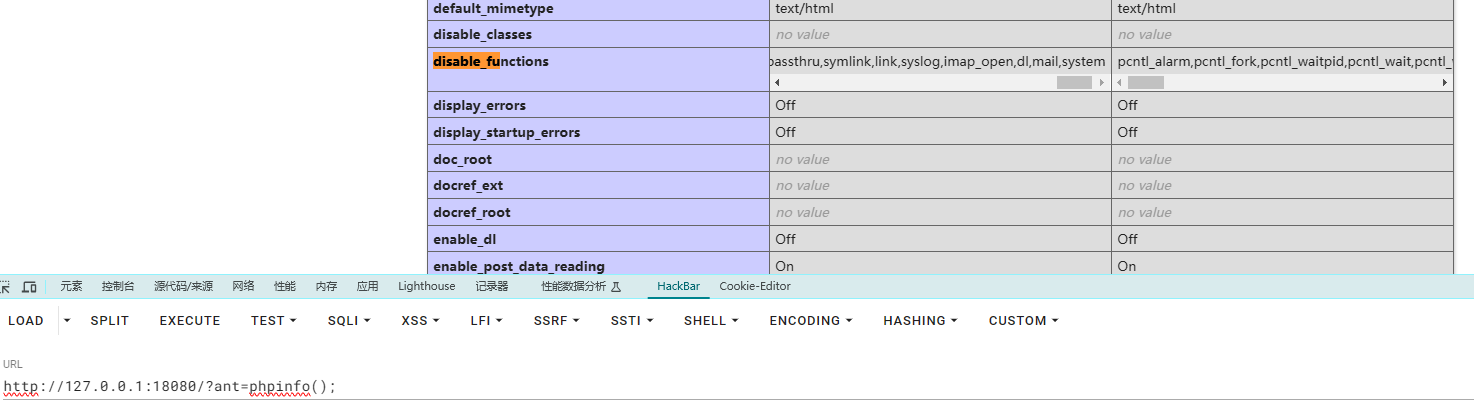 default_mimetype text/html text/html
disable_classes no value no value
disable_functions passthru,symlink,link,syslog,imap_open,dl,mail,system pcntl_alarm,pcntl_fork,pcntl_waitpid,pcntl_wait,pcntl_
display_errors Off Off
display_startup_errors Off Off
doc_root no value no value
docref_ext no value no value
docref_root no value no value
enable_dl Off Off
enable_post_data_reading On On
元素 控制台 源代码/来源 网络 性能 内存 应用 Lighthouse 记录器 性能数据分析 HackBar Cookie-Editor
LOAD SPLIT EXECUTE TEST SQLI XSS LFI SSRF SSTI SHELL ENCODING HASHING CUSTOM
URL
http://127.0.0.1:18080/?ant=phpinfo();